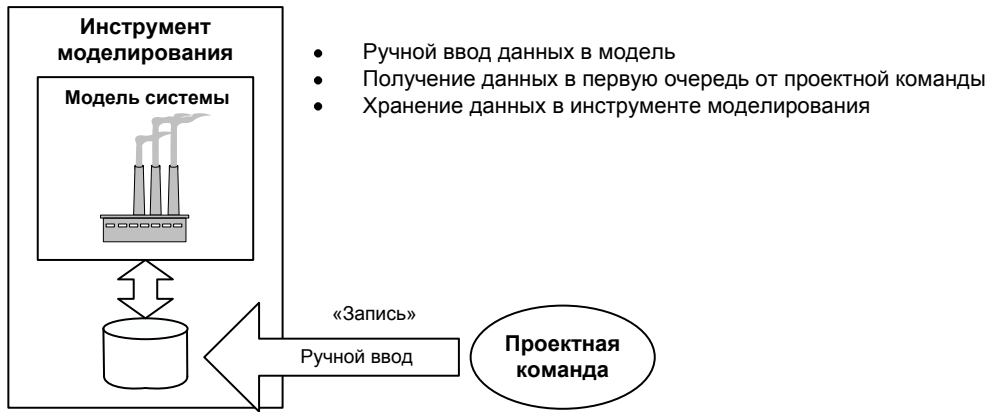 Инструмент
моделирования
Модель системы
• Ручной ввод данных в модель
• Получение данных в первую очередь от проектной команды
• Хранение данных в инструменте моделирования
«Запись»
Ручной ввод
Проектная
команда